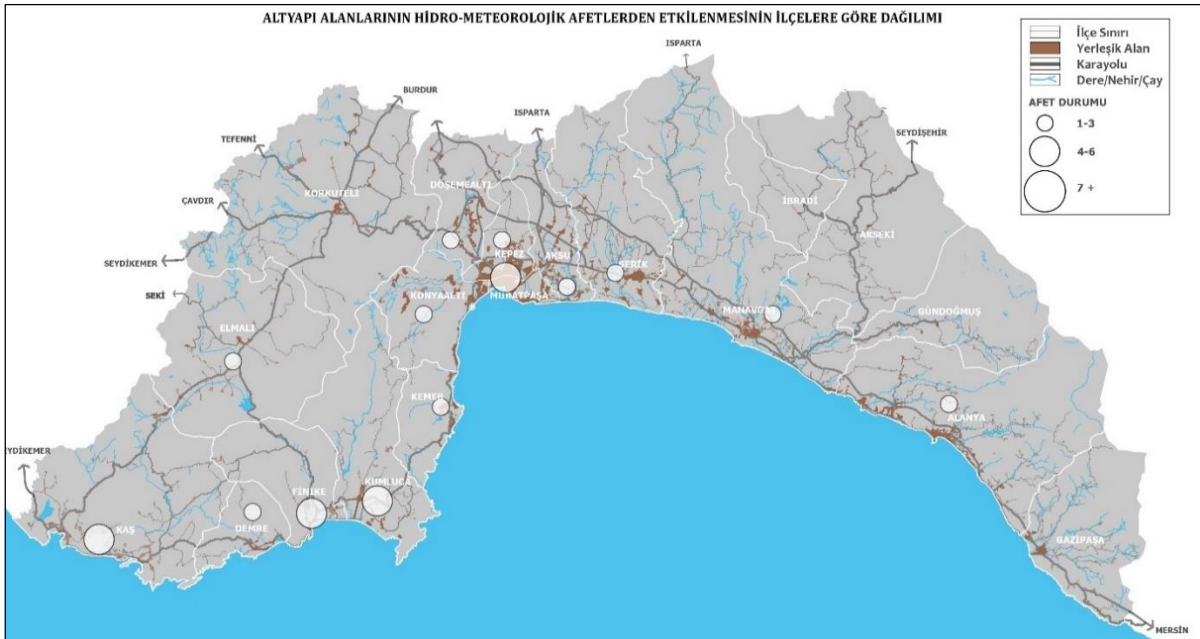 ALTYAPI ALANLARININ HİDRO-METEOROLOJİK AFETLERDEN ETKİLENMESİNİN İLÇELERE GÖRE DAĞILIMI
İlçe Sınırı
Yerleşik Alan
Karayolu
Dere/Nehir/Çay
AFET DURUMU
1-3
4-6
7 +
ISPARTA
BURDUR
ISPARTA
TEFENNİ
SEYDİŞEHİR
DÖŞEMEALTI
KORKUTELİ
ÇAVDIR
İBRADI
AKSEKİ
SEYDİKEMER
KEPEZ
AKSU
SERİK
SEKİ
KONYAALTI
MURATPAŞA
MANAVGAT
GÜNDOĞMUŞ
ELMALI
KEMER
ALANYA
YDİKEMER
KUMLUCA
FİNİKE
KAŞ
DEMRE
GAZİPAŞA
MERSİN